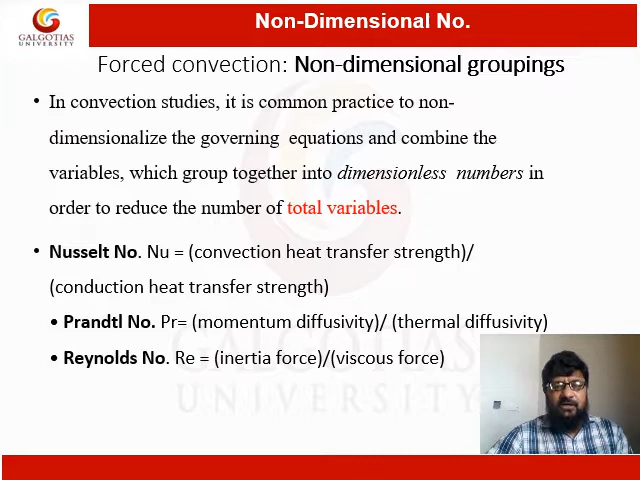 Non-Dimensional No.
GALGOTIAS
UNIVERSITY
Forced convection: Non-dimensional groupings
• In convection studies, it is common practice to non-
dimensionalize the governing equations and combine the
variables, which group together into dimensionless numbers in
order to reduce the number of total variables.
• Nusselt No. Nu = (convection heat transfer strength)/
(conduction heat transfer strength)
• Prandtl No. Pr= (momentum diffusivity)/ (thermal diffusivity)
• Reynolds No. Re = (inertia force)/(viscous force)
GALGOTIAS
UNIVERSITY